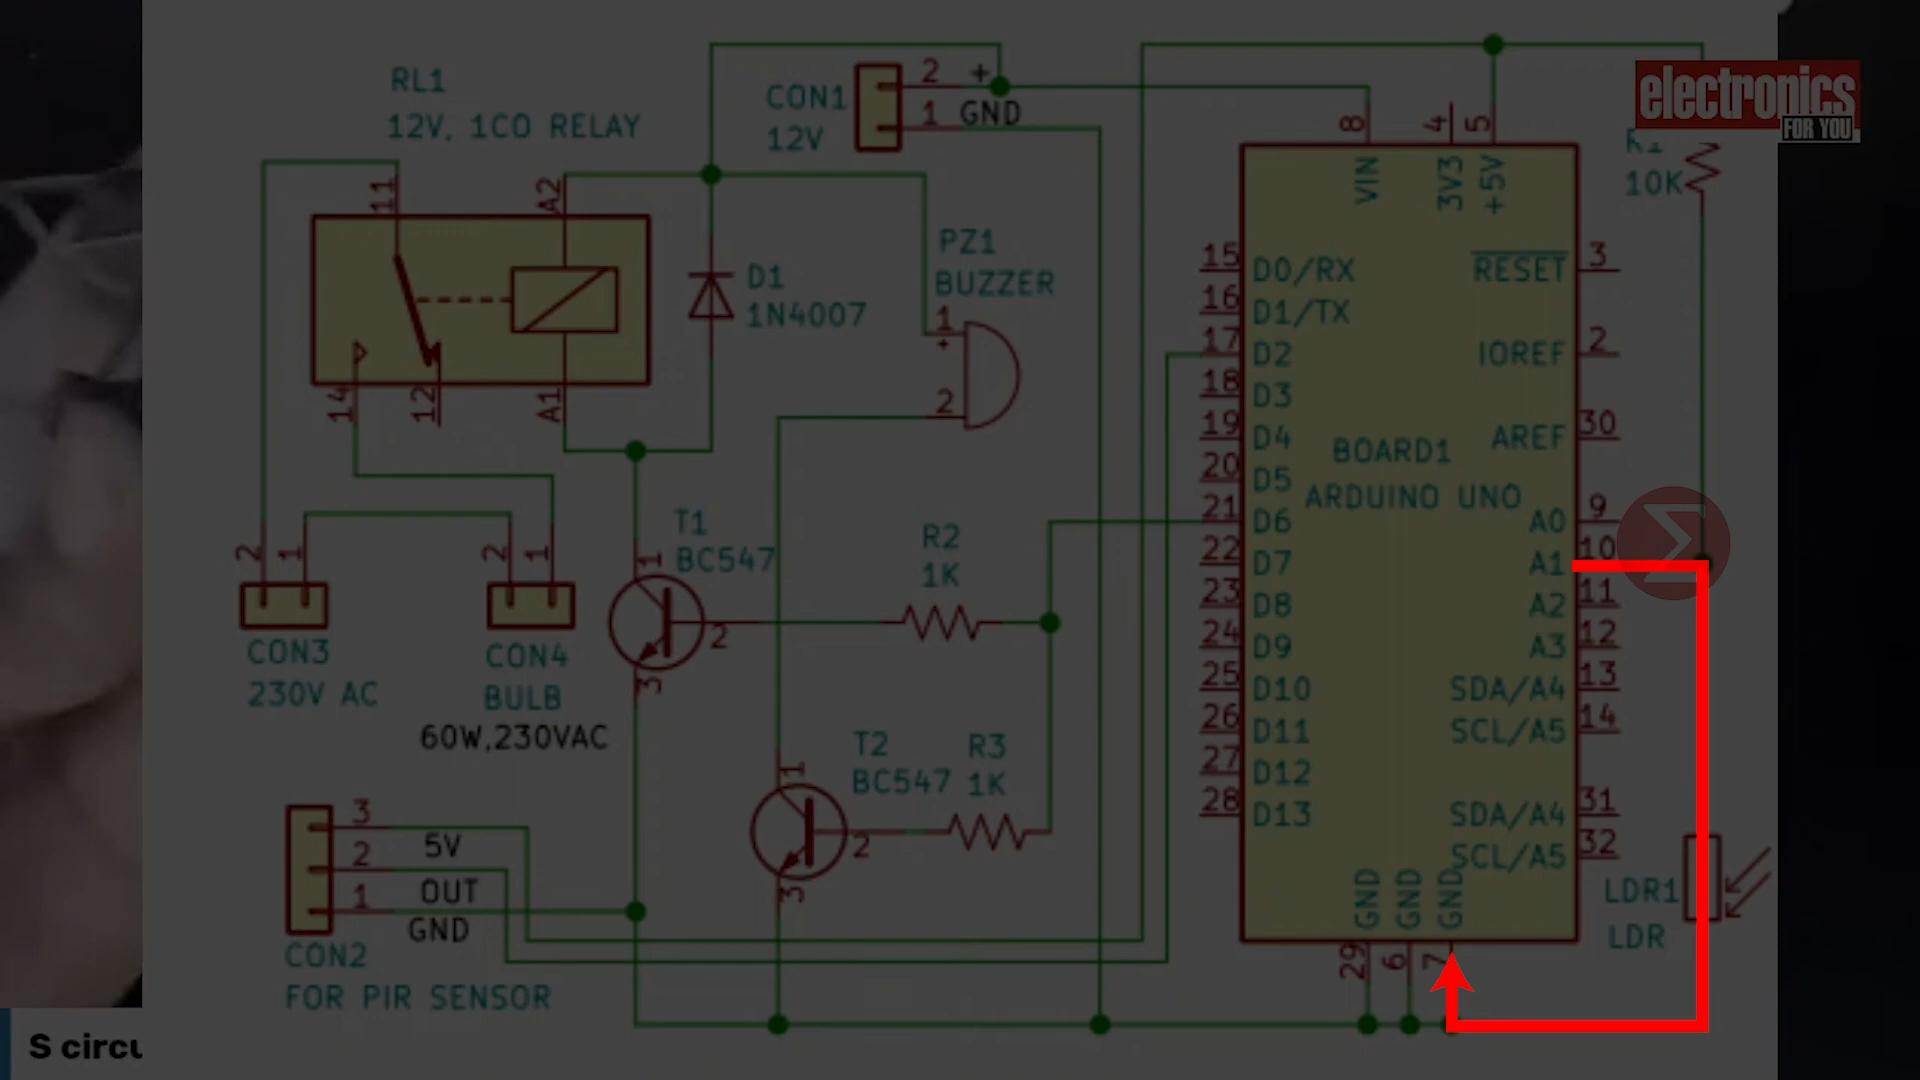 electronics
FOR YOU
RL1
12V, 1CO RELAY
CON1
12V
2
+
1
GND
8
4
5
VIN
3V3
+5V
10K
11
A2
14
12
A1
D1
1N4007
PZ1
BUZZER
1
+
2
15 D0/RX
16 D1/TX
17 D2
18 D3
19 D4
20 D5
21 D6
22 D7
23 D8
24 D9
25 D10
26 D11
27 D12
28 D13
BOARD1
ARDUINO UNO
RESET 3
IOREF 2
AREF 30
A0 9
A1 10
A2 11
A3 12
SDA/A4 13
SCL/A5 14
SDA/A4 31
SCL/A5 32
GND
GND
GND
29
6
7
T1
BC547
1
2
3
R2
1K
T2
BC547
1
2
3
R3
1K
2
1
CON3
230V AC
2
1
CON4
BULB
60W,230VAC
3
5V
2
OUT
1
GND
CON2
FOR PIR SENSOR
LDR1
LDR
Σ
S circu